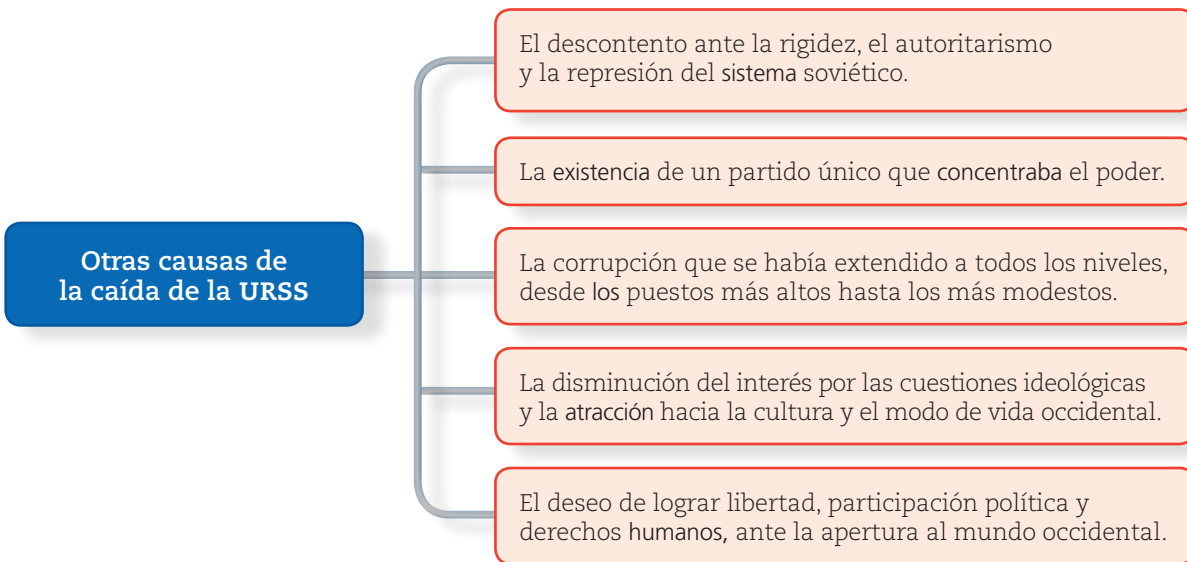 El descontento ante la rigidez, el autoritarismo
y la represión del sistema soviético.
La existencia de un partido único que concentraba el poder.
Otras causas de
la caída de la URSS
La corrupción que se había extendido a todos los niveles,
desde los puestos más altos hasta los más modestos.
La disminución del interés por las cuestiones ideológicas
y la atracción hacia la cultura y el modo de vida occidental.
El deseo de lograr libertad, participación política y
derechos humanos, ante la apertura al mundo occidental.